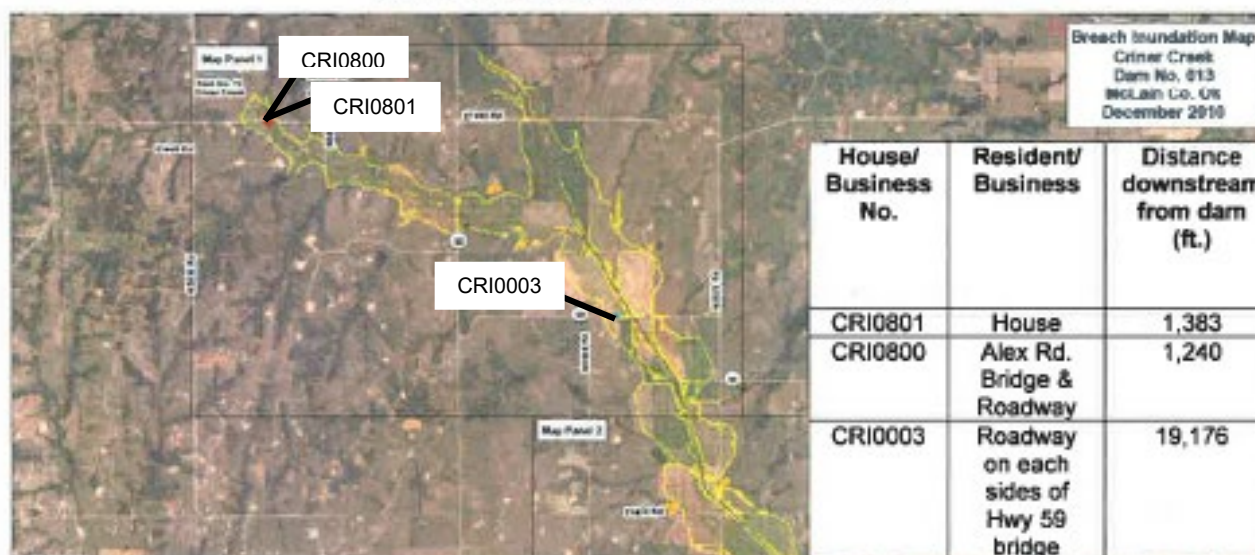 Breach Inundation Map
Criner Creek
Dam No. 013
McLain Co. OK
December 2010
Map Panel 1
CRI0800
CRI0801
CRI0003
Map Panel 2
House/ Business No.
Resident/ Business
Distance downstream from dam (ft.)
CRI0801
House
1,383
CRI0800
Alex Rd. Bridge & Roadway
1,240
CRI0003
Roadway on each sides of Hwy 59 bridge
19,176